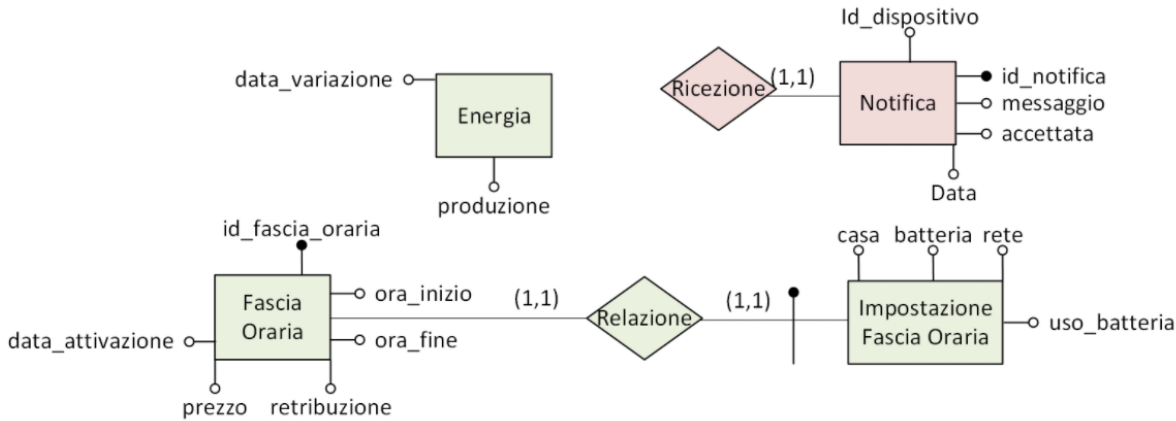 Id_dispositivo
data_variazione
Energia
produzione
Ricezione
(1,1)
Notifica
id_notifica
messaggio
accettata
Data
id_fascia_oraria
Fascia
Oraria
ora_inizio
ora_fine
data_attivazione
prezzo
retribuzione
(1,1)
Relazione
(1,1)
casa
batteria
rete
Impostazione
Fascia Oraria
uso_batteria